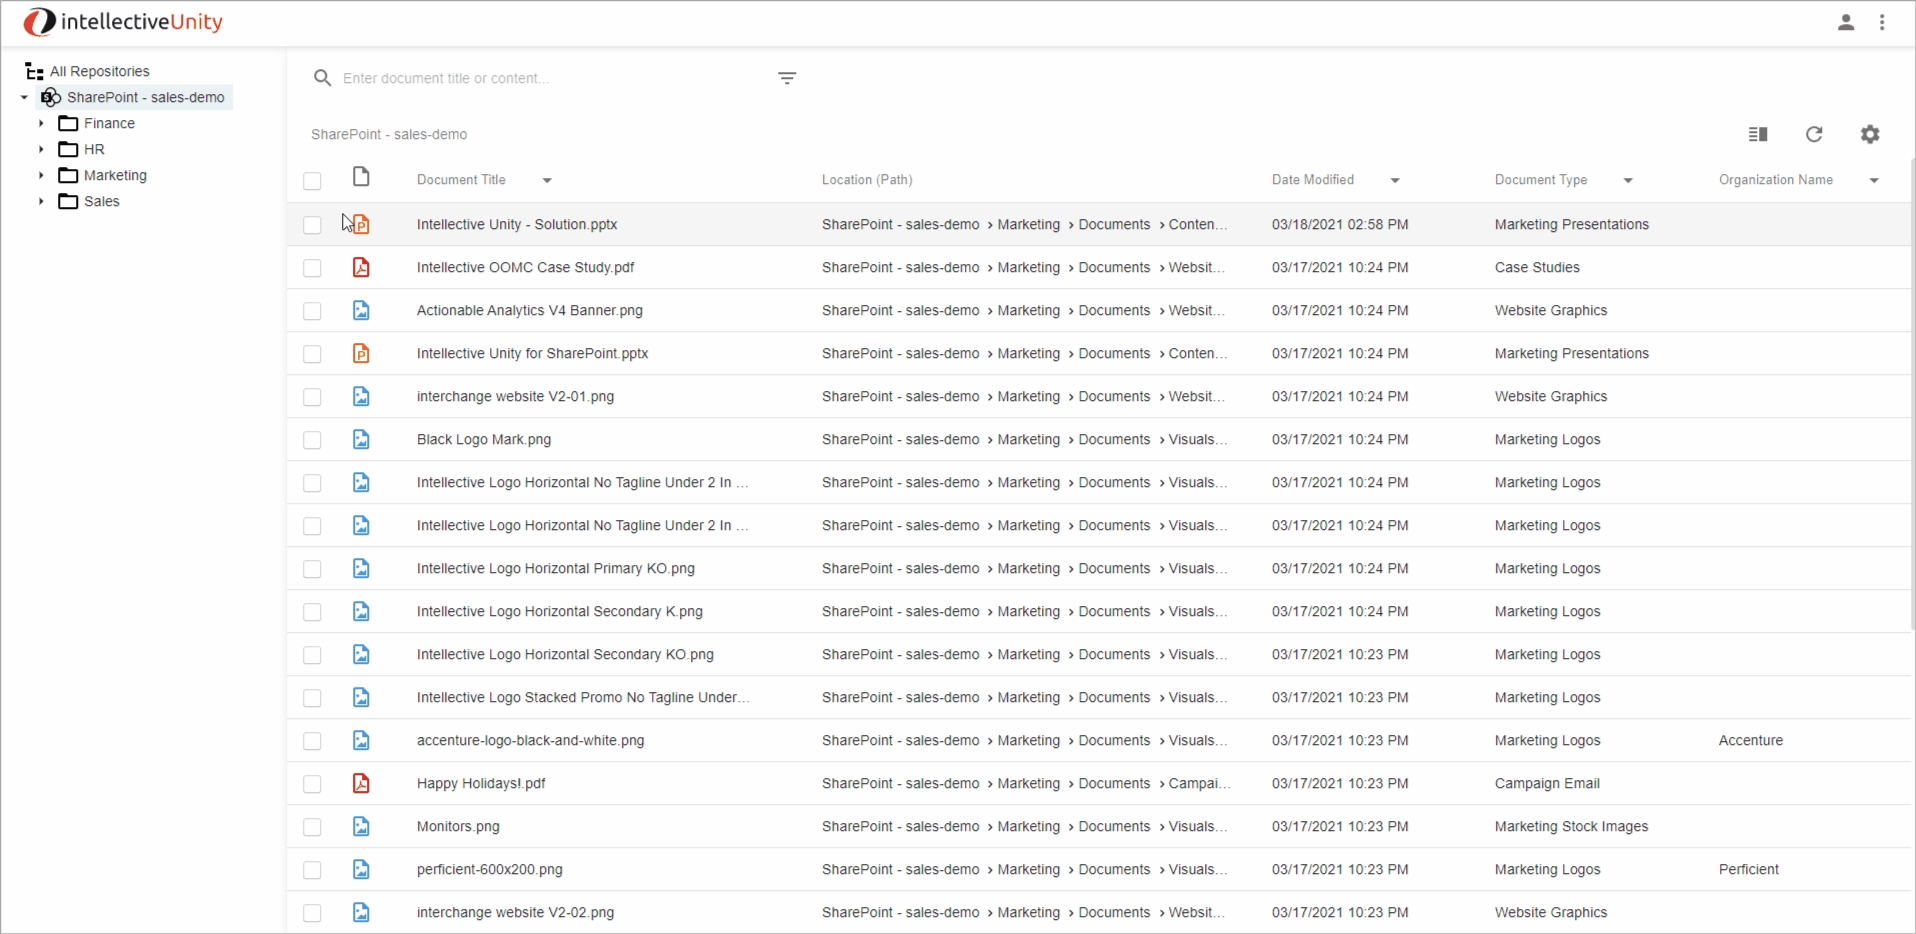 intellectiveUnity
All Repositories
SharePoint - sales-demo
Finance
HR
Marketing
Sales
Enter document title or content...
SharePoint - sales-demo
Document Title Location (Path) Date Modified Document Type Organization Name
Intellective Unity - Solution.pptx SharePoint - sales-demo › Marketing › Documents › Conten... 03/18/2021 02:58 PM Marketing Presentations
Intellective OOMC Case Study.pdf SharePoint - sales-demo › Marketing › Documents › Websit... 03/17/2021 10:24 PM Case Studies
Actionable Analytics V4 Banner.png SharePoint - sales-demo › Marketing › Documents › Websit... 03/17/2021 10:24 PM Website Graphics
Intellective Unity for SharePoint.pptx SharePoint - sales-demo › Marketing › Documents › Conten... 03/17/2021 10:24 PM Marketing Presentations
interchange website V2-01.png SharePoint - sales-demo › Marketing › Documents › Websit... 03/17/2021 10:24 PM Website Graphics
Black Logo Mark.png SharePoint - sales-demo › Marketing › Documents › Visuals... 03/17/2021 10:24 PM Marketing Logos
Intellective Logo Horizontal No Tagline Under 2 In ... SharePoint - sales-demo › Marketing › Documents › Visuals... 03/17/2021 10:24 PM Marketing Logos
Intellective Logo Horizontal No Tagline Under 2 In ... SharePoint - sales-demo › Marketing › Documents › Visuals... 03/17/2021 10:24 PM Marketing Logos
Intellective Logo Horizontal Primary KO.png SharePoint - sales-demo › Marketing › Documents › Visuals... 03/17/2021 10:24 PM Marketing Logos
Intellective Logo Horizontal Secondary K.png SharePoint - sales-demo › Marketing › Documents › Visuals... 03/17/2021 10:24 PM Marketing Logos
Intellective Logo Horizontal Secondary KO.png SharePoint - sales-demo › Marketing › Documents › Visuals... 03/17/2021 10:23 PM Marketing Logos
Intellective Logo Stacked Promo No Tagline Under... SharePoint - sales-demo › Marketing › Documents › Visuals... 03/17/2021 10:23 PM Marketing Logos
accenture-logo-black-and-white.png SharePoint - sales-demo › Marketing › Documents › Visuals... 03/17/2021 10:23 PM Marketing Logos Accenture
Happy Holidays!.pdf SharePoint - sales-demo › Marketing › Documents › Campai... 03/17/2021 10:23 PM Campaign Email
Monitors.png SharePoint - sales-demo › Marketing › Documents › Visuals... 03/17/2021 10:23 PM Marketing Stock Images
perficient-600x200.png SharePoint - sales-demo › Marketing › Documents › Visuals... 03/17/2021 10:23 PM Marketing Logos Perficient
interchange website V2-02.png SharePoint - sales-demo › Marketing › Documents › Websit... 03/17/2021 10:23 PM Website Graphics